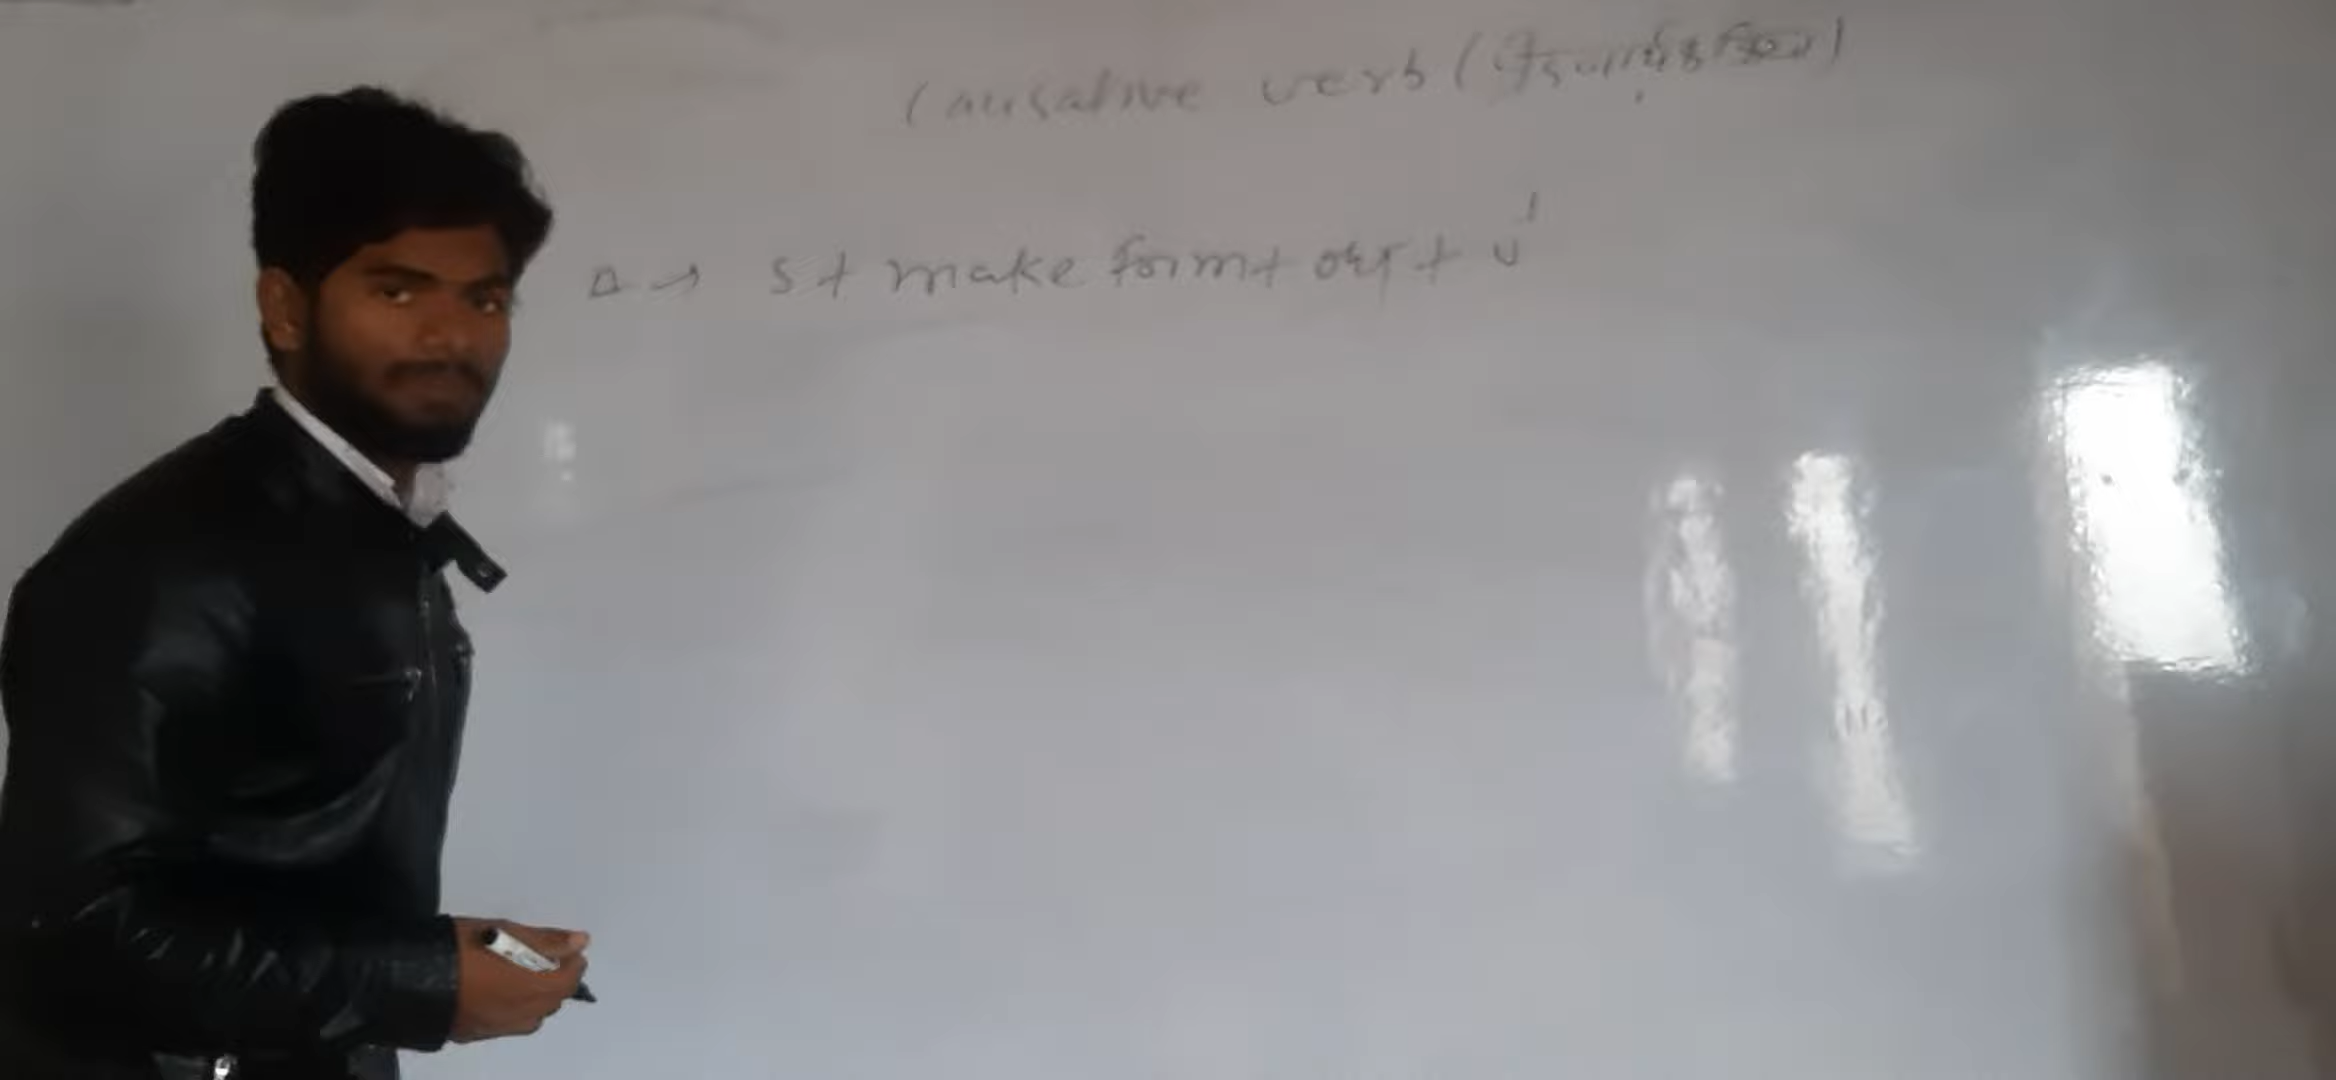 Causative verb (
A → S + make form + obj + v¹